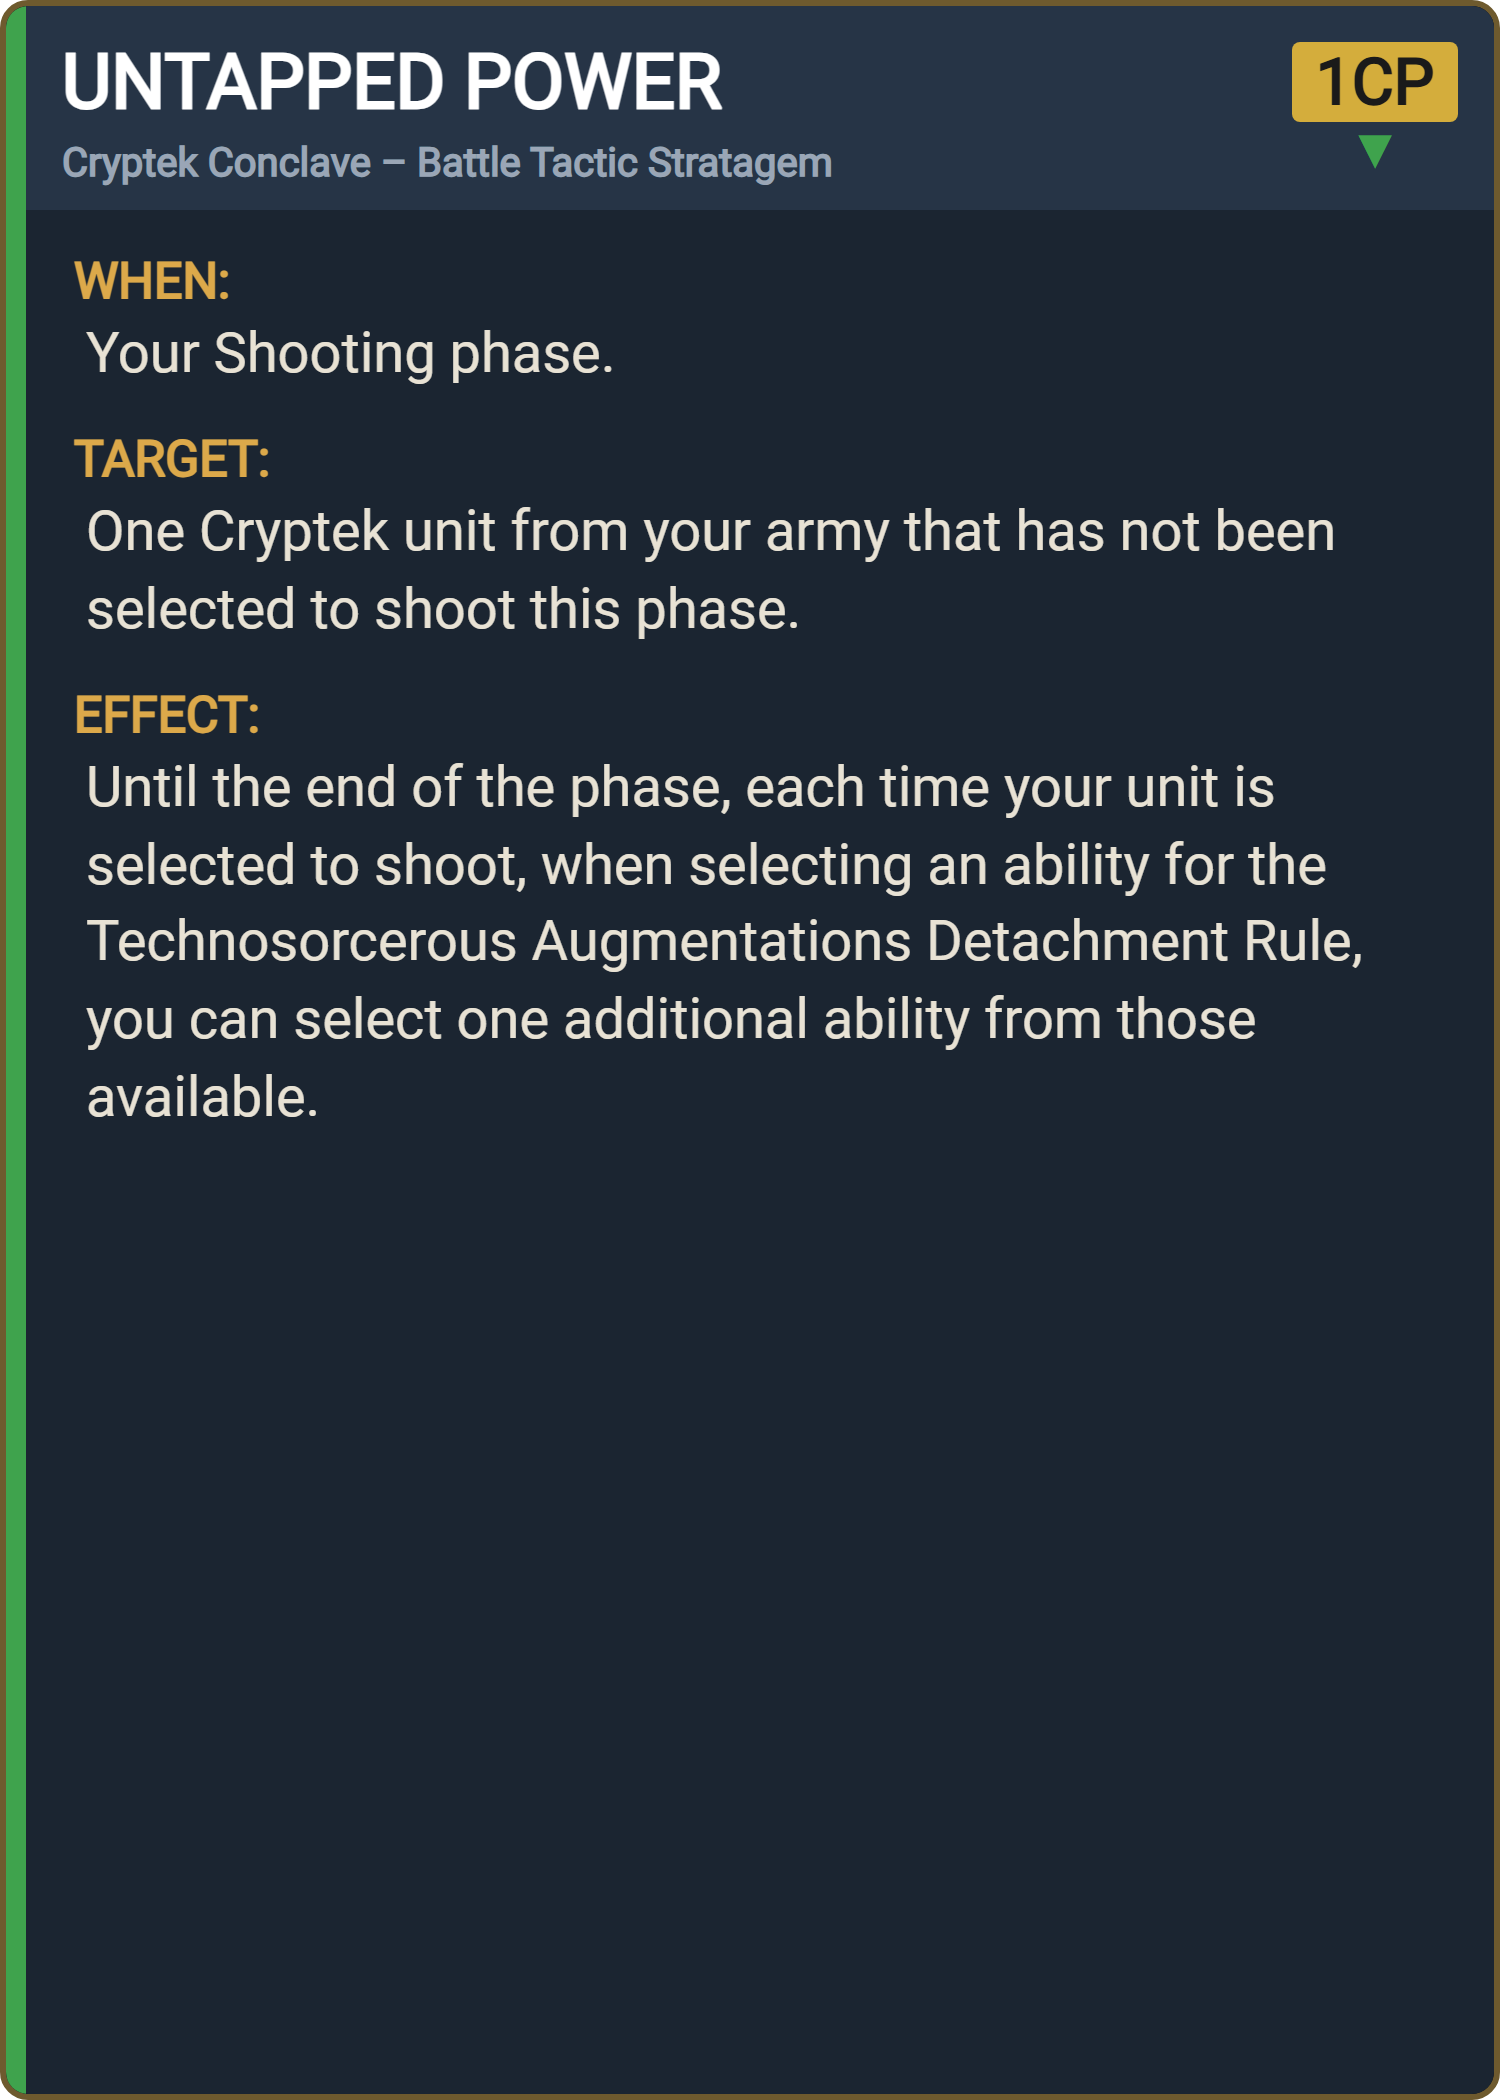 UNTAPPED POWER
1CP
Cryptek Conclave – Battle Tactic Stratagem
WHEN:
Your Shooting phase.
TARGET:
One Cryptek unit from your army that has not been
selected to shoot this phase.
EFFECT:
Until the end of the phase, each time your unit is
selected to shoot, when selecting an ability for the
Technosorcerous Augmentations Detachment Rule,
you can select one additional ability from those
available.